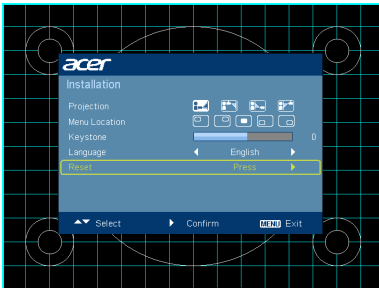 acer
Installation
Projection
Menu Location
Keystone 0
Language English
Reset Press
Select Confirm MENU Exit